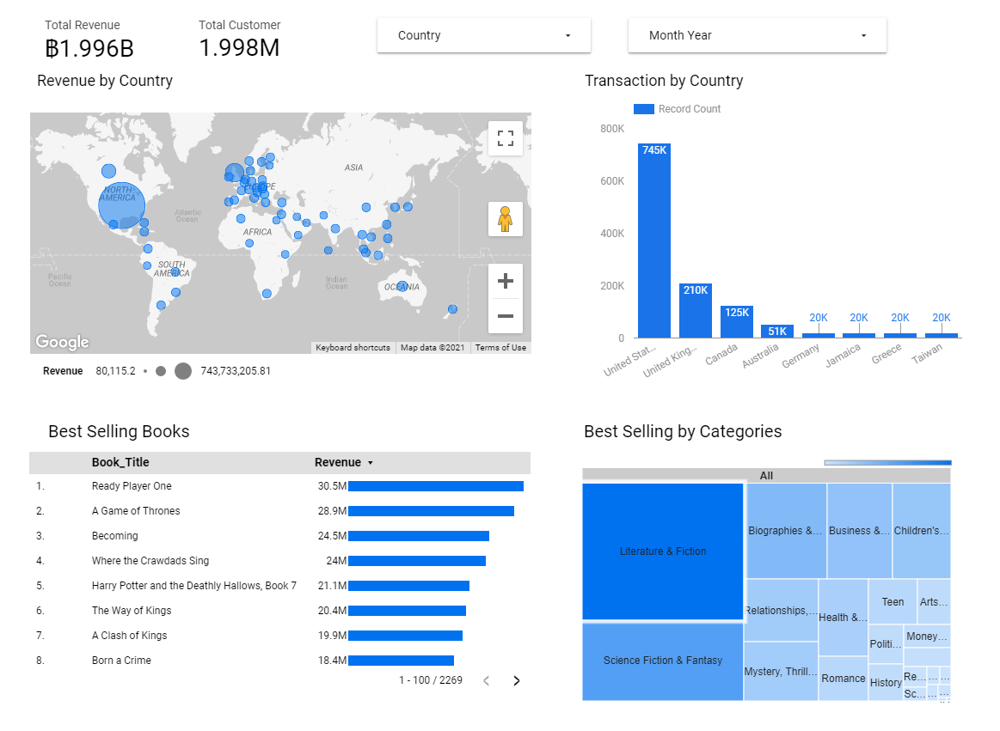 Total Revenue
฿1.996B
Total Customer
1.998M
Country
Month Year
Revenue by Country
NORTH
AMERICA
Atlantic
Ocean
EUROPE
ASIA
AFRICA
SOUTH
AMERICA
Pacific
Ocean
Indian
Ocean
OCEANIA
Google
Keyboard shortcuts
Map data ©2021
Terms of Use
Revenue 80,115.2 743,733,205.81
Transaction by Country
Record Count
800K
600K
400K
200K
0
745K
210K
125K
51K
20K
20K
20K
20K
United Stat...
United King...
Canada
Australia
Germany
Jamaica
Greece
Taiwan
Best Selling Books
Book_Title Revenue
1. Ready Player One 30.5M
2. A Game of Thrones 28.9M
3. Becoming 24.5M
4. Where the Crawdads Sing 24M
5. Harry Potter and the Deathly Hallows, Book 7 21.1M
6. The Way of Kings 20.4M
7. A Clash of Kings 19.9M
8. Born a Crime 18.4M
1 - 100 / 2269
Best Selling by Categories
All
Literature & Fiction
Science Fiction & Fantasy
Biographies &...
Business &...
Children's...
Relationships,...
Health &...
Teen
Arts...
Politi...
Money...
Mystery, Thrill...
Romance
History
Re...
...
...
Sc...
...
...